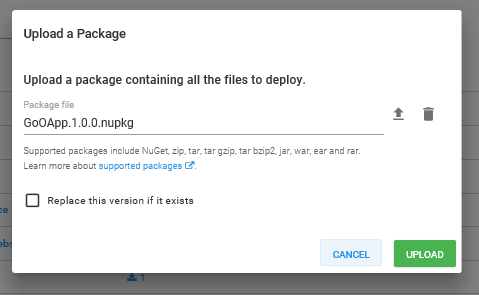 Upload a Package
Upload a package containing all the files to deploy.
Package file
GoOApp.1.0.0.nupkg
Supported packages include NuGet, zip, tar, tar gzip, tar bzip2, jar, war, ear and rar.
Learn more about supported packages.
Replace this version if it exists
CANCEL
UPLOAD
1